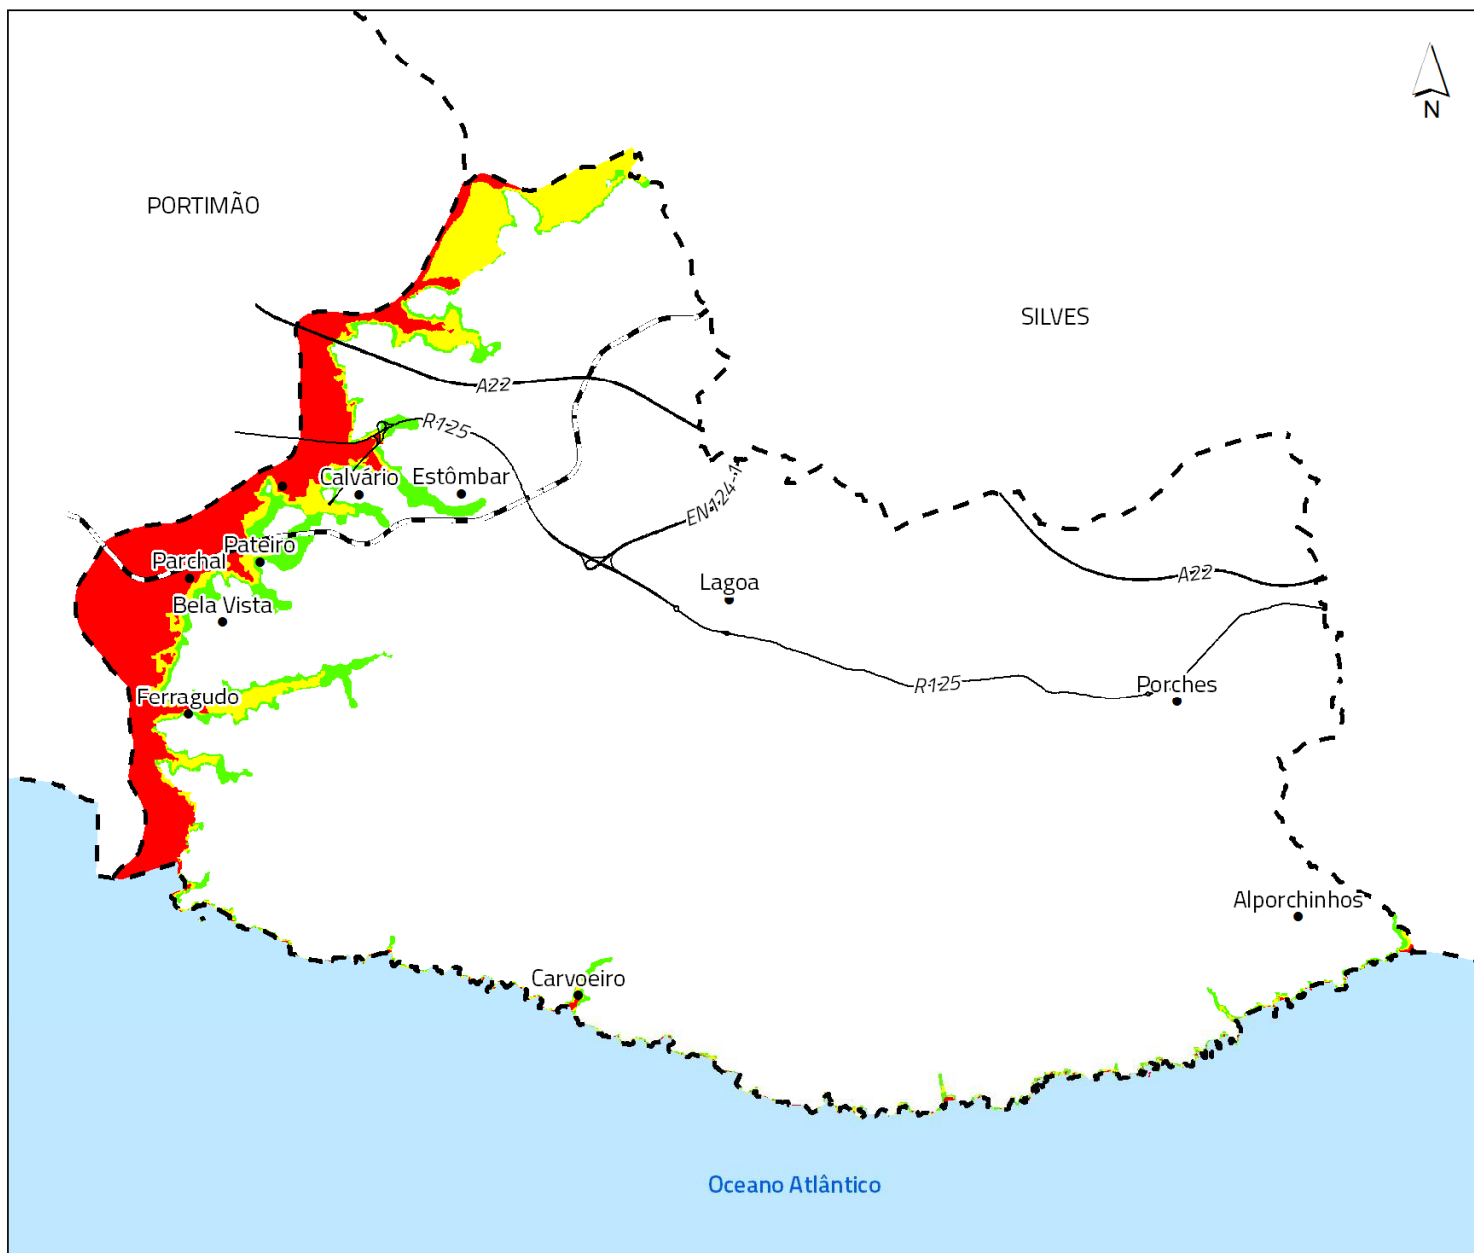 N
PORTIMÃO
SILVES
A22
R125
Calvário
Estômbar
EN124-1
Pateiro
Parchal
A22
Lagoa
Bela Vista
R125
Porches
Ferragudo
Alporchinhos
Carvoeiro
Oceano Atlântico